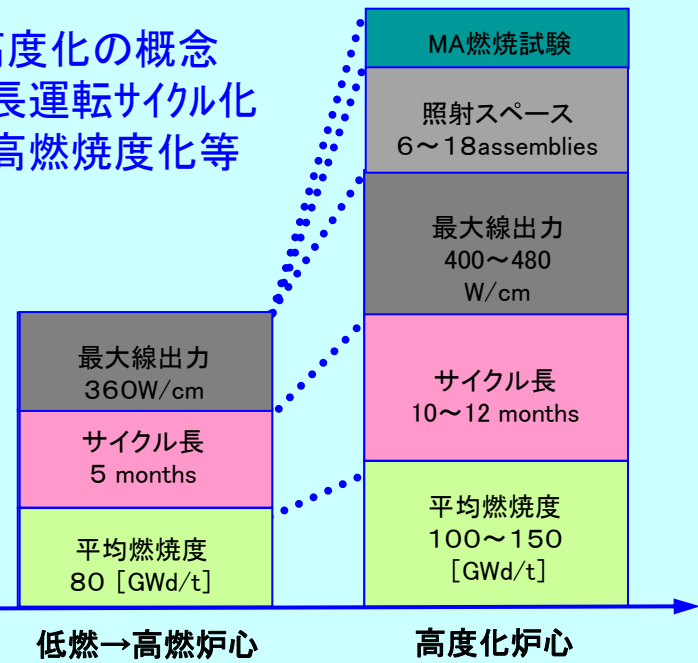 高度化の概念
長運転サイクル化
高燃焼度化等
MA燃焼試験
照射スペース
6～18assemblies
最大線出力
400～480
W/cm
サイクル長
10～12 months
平均燃焼度
100～150
[GWd/t]
最大線出力
360W/cm
サイクル長
5 months
平均燃焼度
80 [GWd/t]
低燃→高燃炉心
高度化炉心